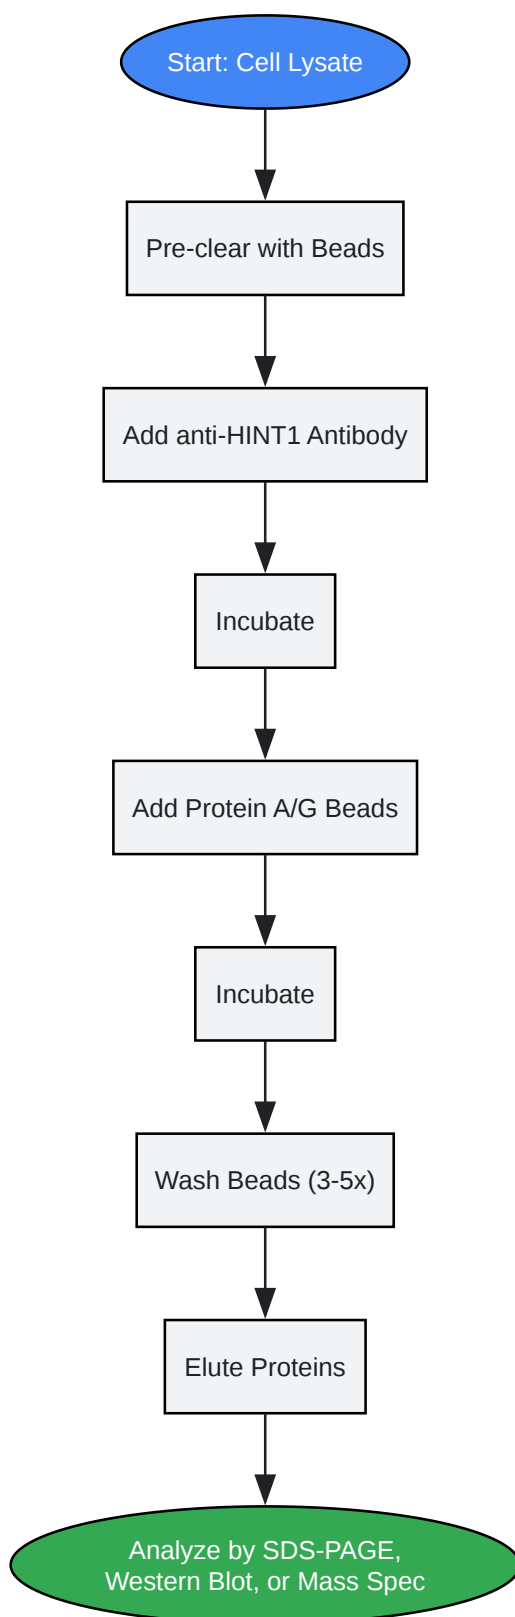 Start: Cell Lysate
Pre-clear with Beads
Add anti-HINT1 Antibody
Incubate
Add Protein A/G Beads
Incubate
Wash Beads (3-5x)
Elute Proteins
Analyze by SDS-PAGE,
Western Blot, or Mass Spec